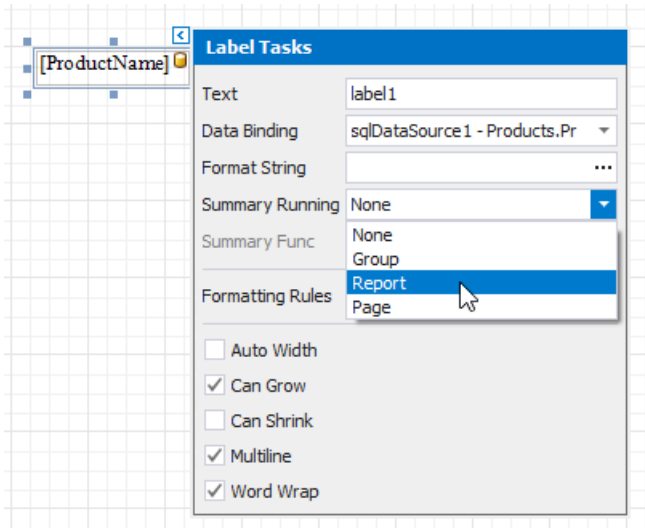 [ProductName]
Label Tasks
Text label1
Data Binding sqlDataSource1 - Products.Pr
Format String ...
Summary Running None
None
Summary Func
Group
Report
Formatting Rules
Page
Auto Width
Can Grow
Can Shrink
Multiline
Word Wrap